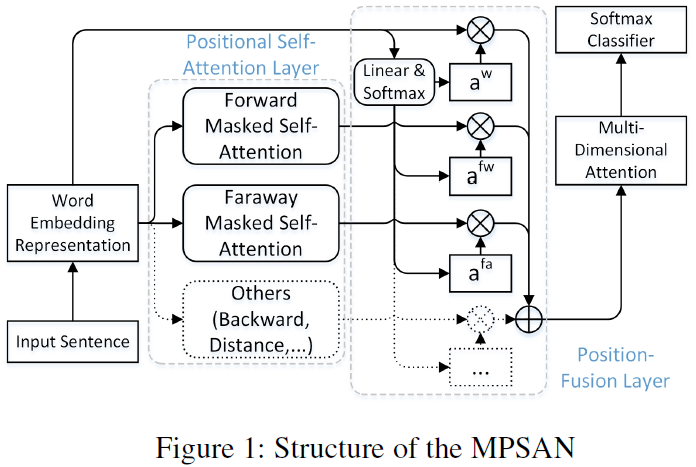 Positional Self-
Attention Layer
Softmax
Classifier
Linear &
Softmax
a^w
Forward
Masked Self-
Attention
Multi-
Dimensional
Attention
a^fw
Word
Embedding
Representation
Faraway
Masked Self-
Attention
a^fa
Others
(Backward,
Distance,...)
Input Sentence
...
Position-
Fusion Layer
Figure 1: Structure of the MPSAN